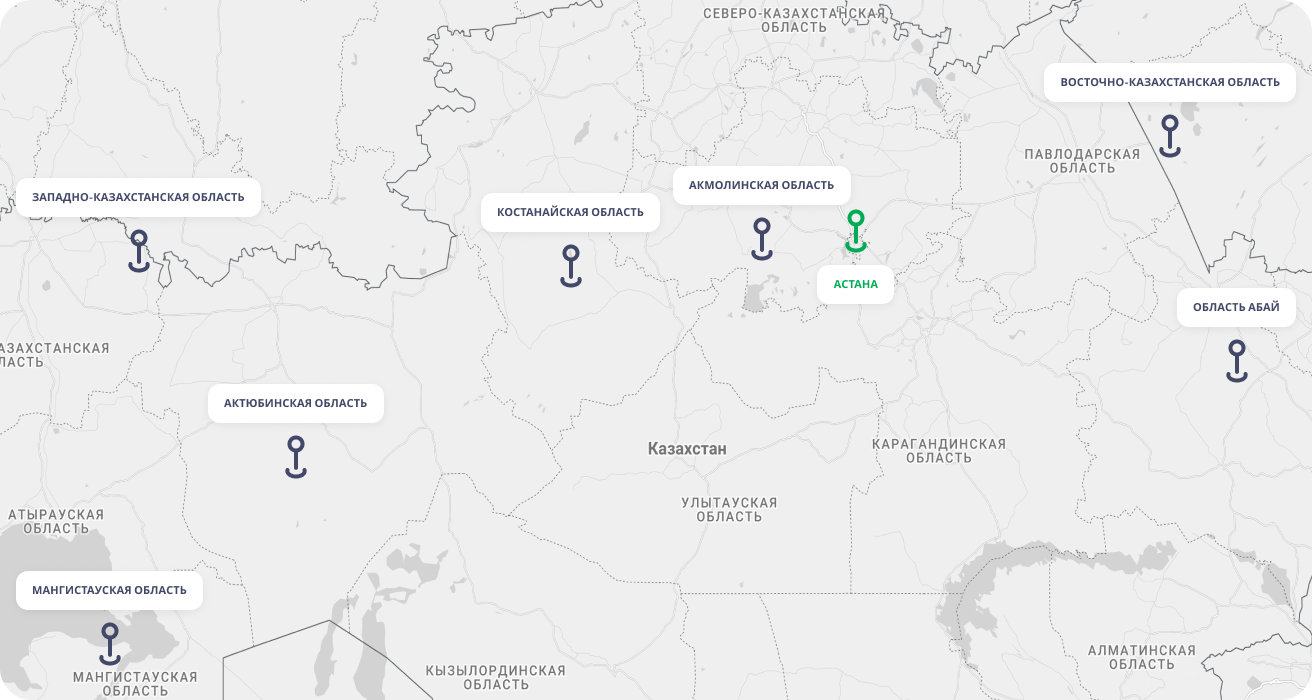 СЕВЕРО-КАЗАХСТАНСКАЯ
ОБЛАСТЬ
ВОСТОЧНО-КАЗАХСТАНСКАЯ ОБЛАСТЬ
ПАВЛОДАРСКАЯ
ОБЛАСТЬ
ЗАПАДНО-КАЗАХСТАНСКАЯ ОБЛАСТЬ
КОСТАНАЙСКАЯ ОБЛАСТЬ
АКМОЛИНСКАЯ ОБЛАСТЬ
АСТАНА
ОБЛАСТЬ АБАЙ
АЗАХСТАНСКАЯ
ЛАСТЬ
АКТЮБИНСКАЯ ОБЛАСТЬ
Казахстан
КАРАГАНДИНСКАЯ
ОБЛАСТЬ
УЛЫТАУСКАЯ
ОБЛАСТЬ
АТЫРАУСКАЯ
ОБЛАСТЬ
МАНГИСТАУСКАЯ ОБЛАСТЬ
МАНГИСТАУСКАЯ
ОБЛАСТЬ
КЫЗЫЛОРДИНСКАЯ
ОБЛАСТЬ
АЛМАТИНСКАЯ
ОБЛАСТЬ